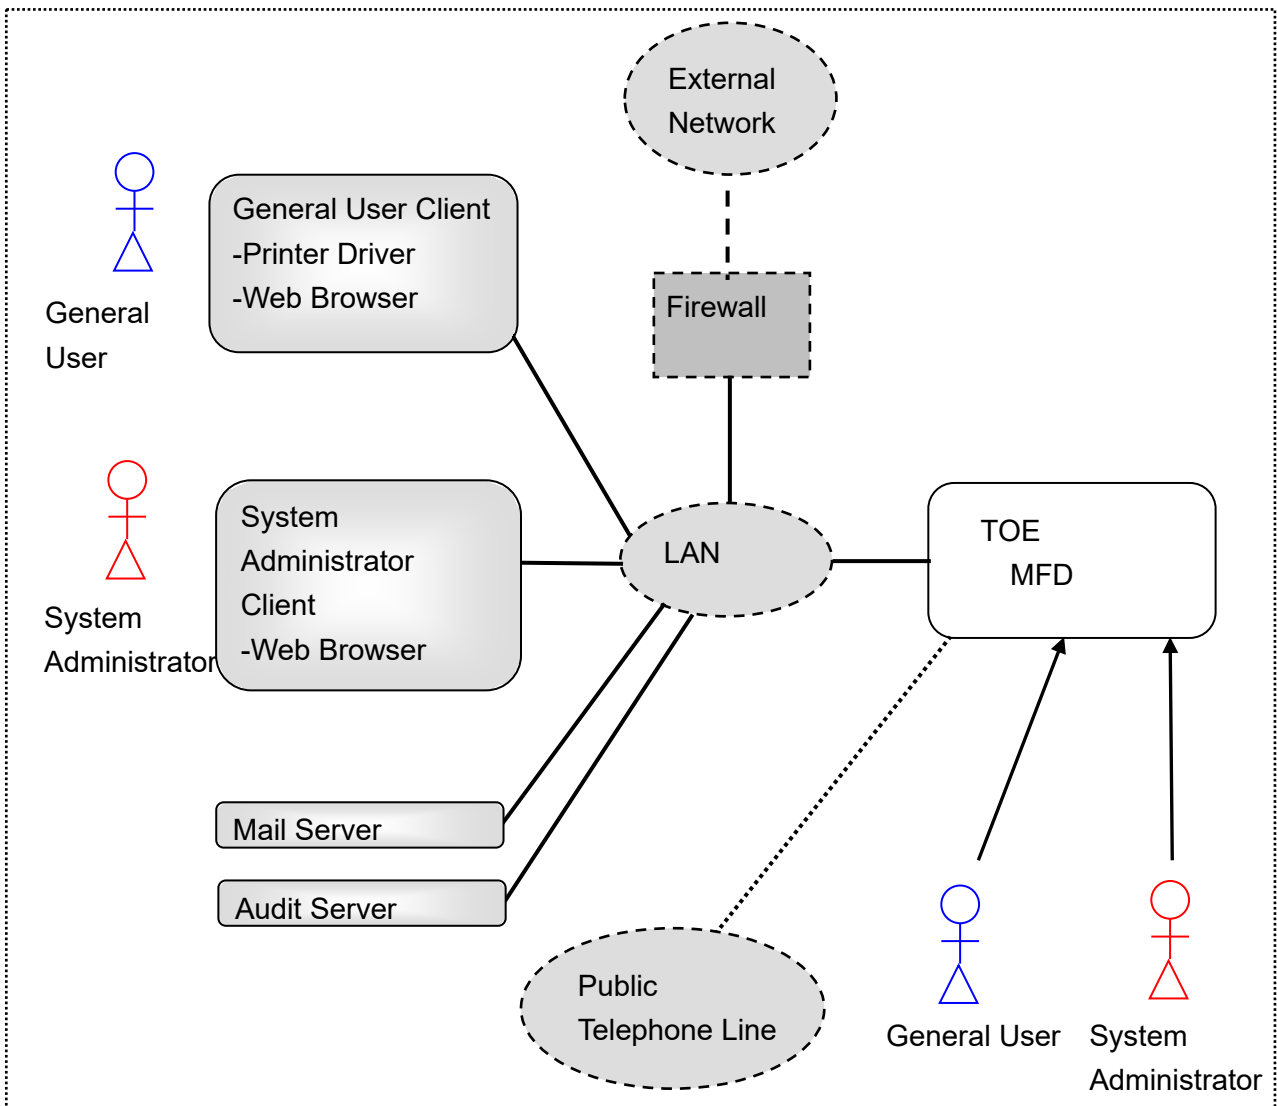 External
Network
General User Client
-Printer Driver
-Web Browser
General
User
Firewall
System
Administrator
Client
-Web Browser
System
Administrator
LAN
TOE
MFD
Mail Server
Audit Server
Public
Telephone Line
General User
System
Administrator